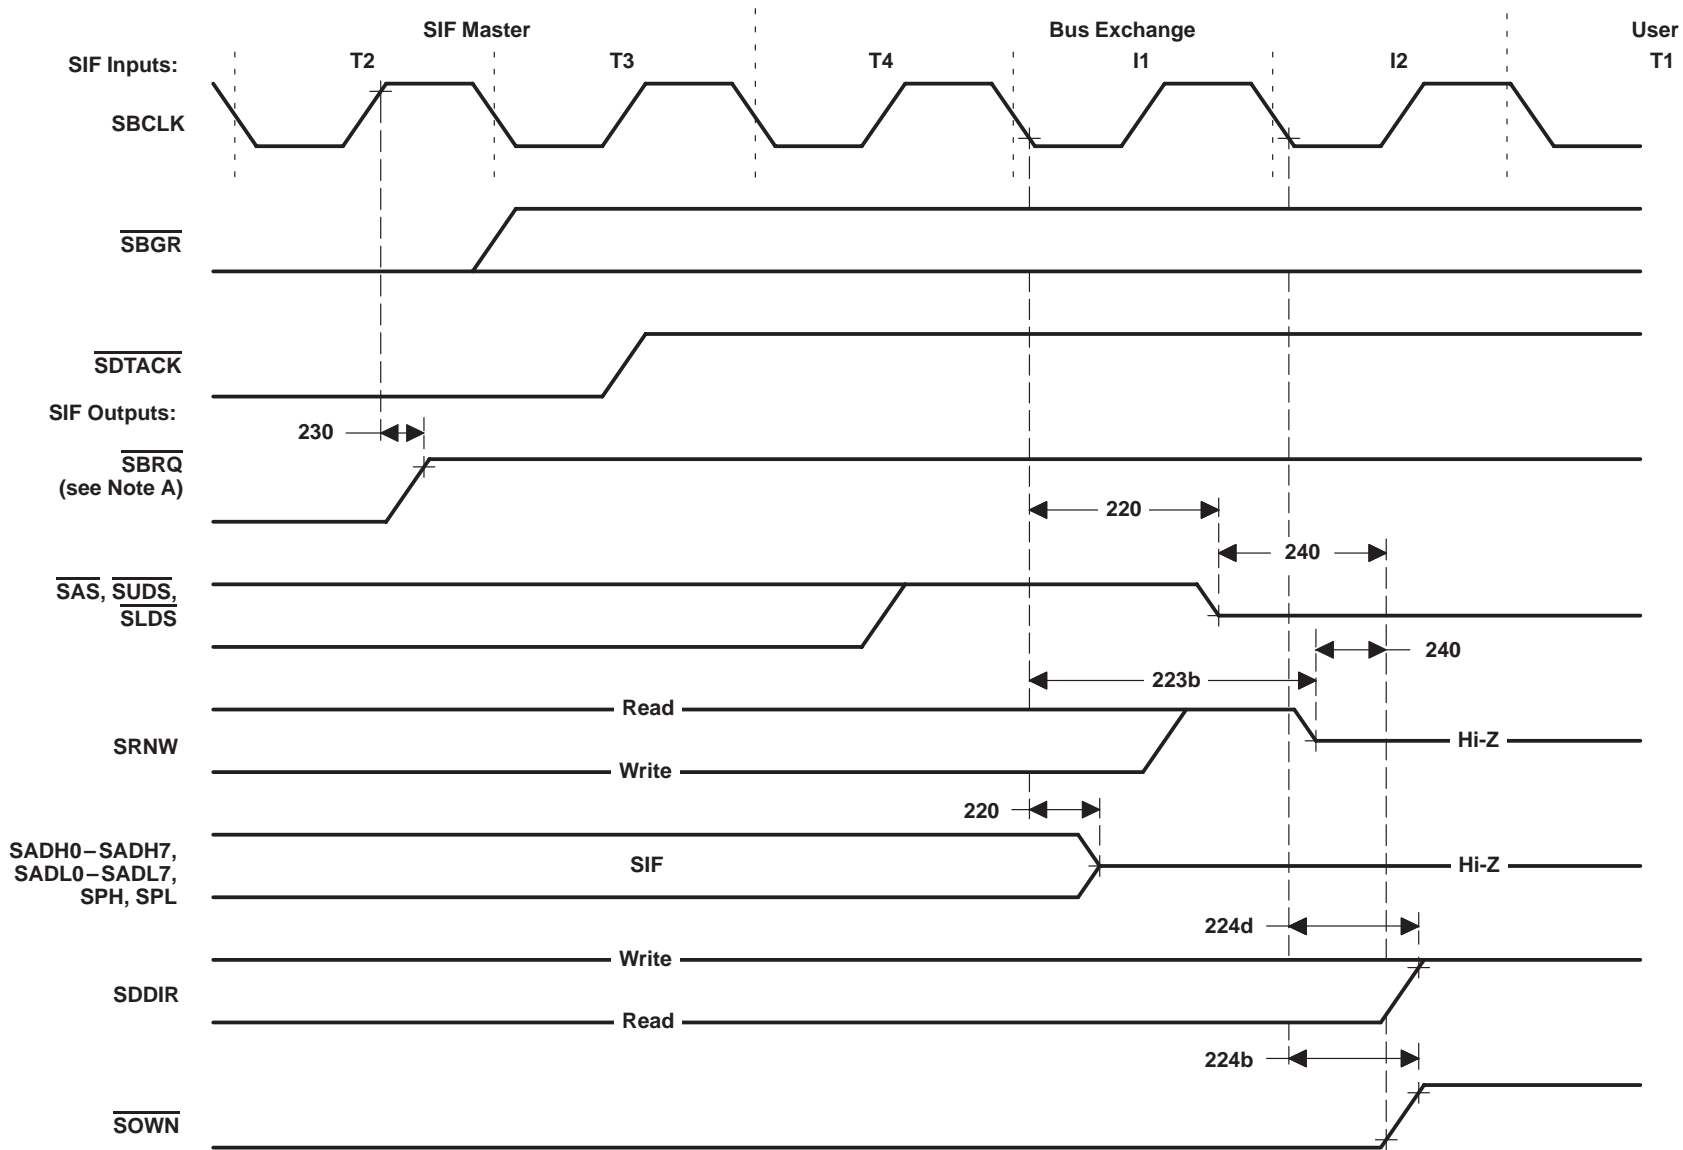 SIF Master Bus Exchange User
SIF Inputs: T2 T3 T4 I1 I2 T1
SBCLK
SBGR
SDTACK
SIF Outputs:
230
SBRQ
(see Note A)
220
240
SAS, SUDS,
SLDS
240
223b
Read
SRNW Hi-Z
Write
220
SADH0–SADH7,
SADL0–SADL7,
SPH, SPL
SIF Hi-Z
224d
Write
SDDIR
Read
224b
SOWN